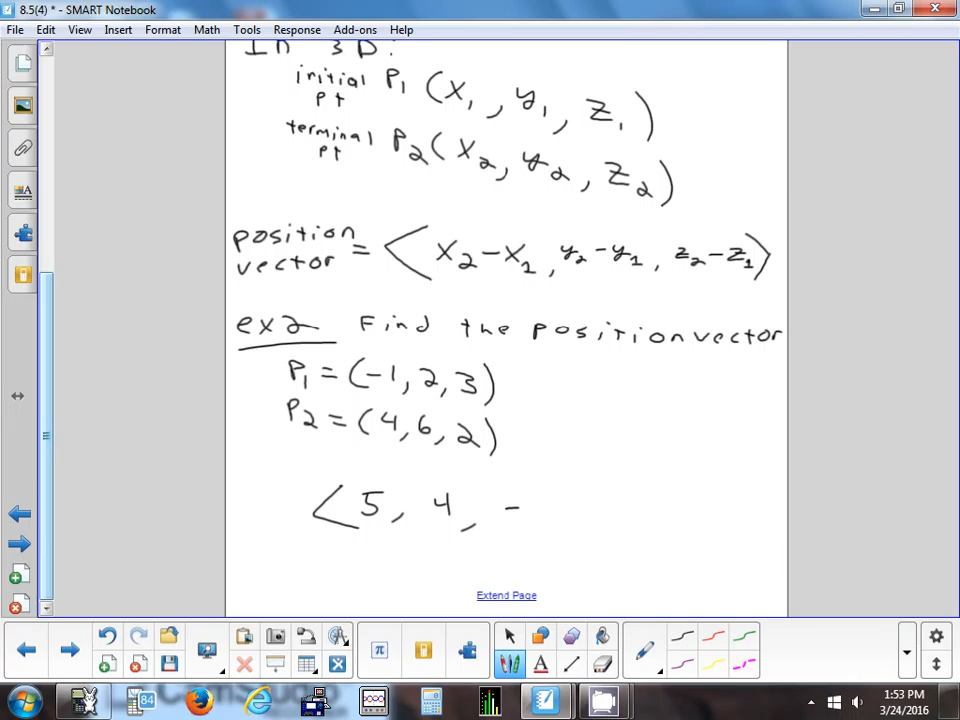 8.5(4) * - SMART Notebook
File Edit View Insert Format Math Tools Response Add-ons Help
In 3D:
initial P1 (x1, y1, z1)
pt
terminal P2 (x2, y2, z2)
pt
position
vector = <x2-x1, y2-y1, z2-z1>
ex2 Find the position vector
P1 = (-1, 2, 3)
P2 = (4, 6, 2)
<5, 4, -
Extend Page
84
1:53 PM
3/24/2016